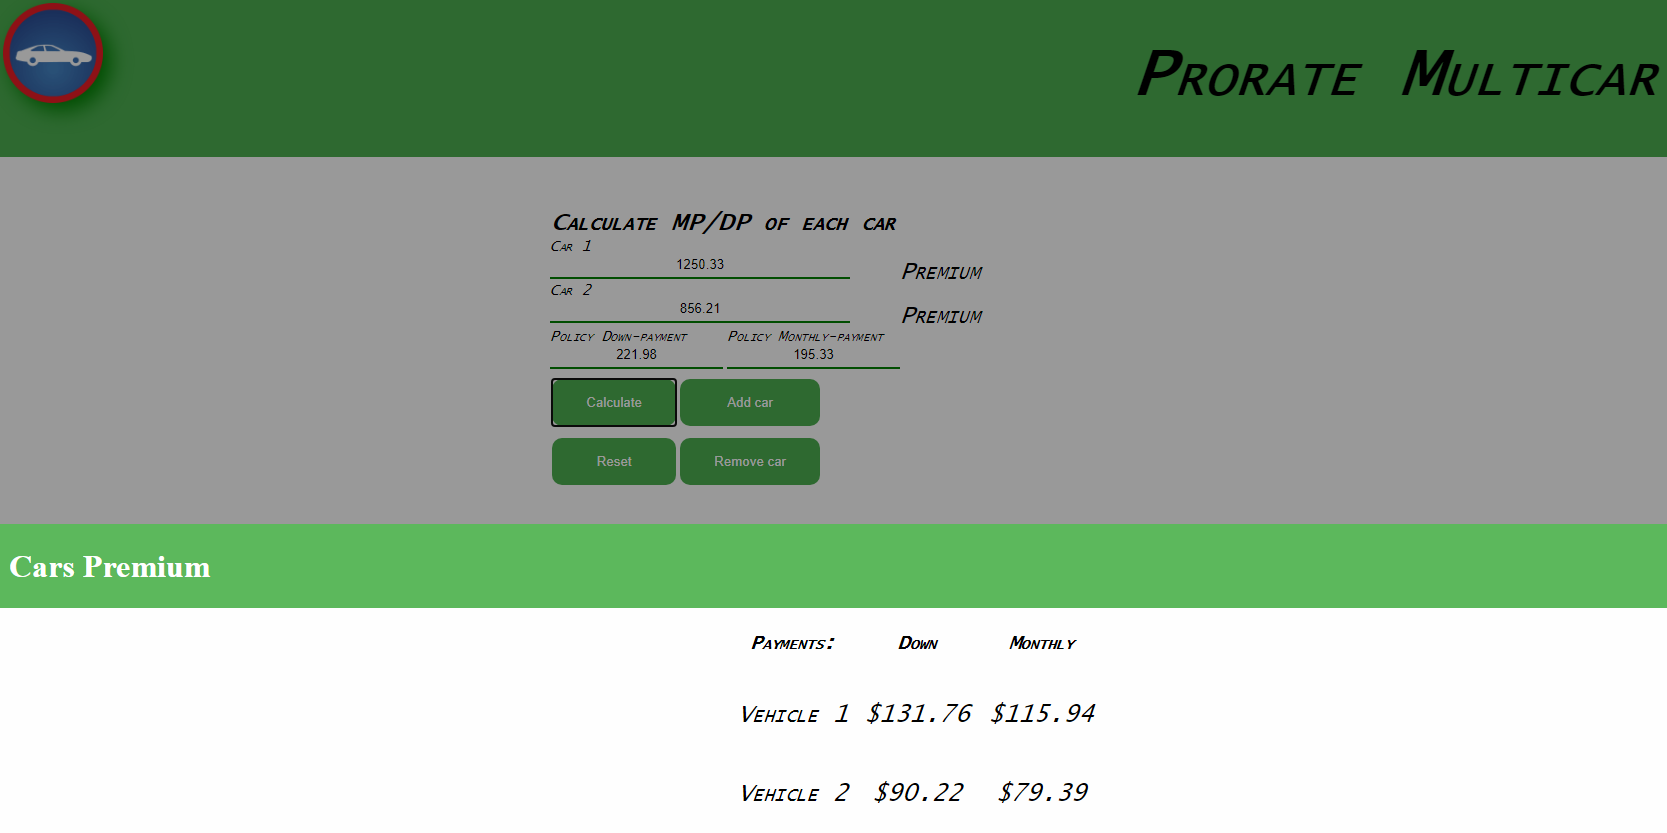 Prorate Multicar
Calculate MP/DP of each car
Car 1
1250.33
Premium
Car 2
856.21
Premium
Policy Down-payment Policy Monthly-payment
221.98 195.33
Calculate Add car
Reset Remove car
Cars Premium
Payments: Down Monthly
Vehicle 1 $131.76 $115.94
Vehicle 2 $90.22 $79.39